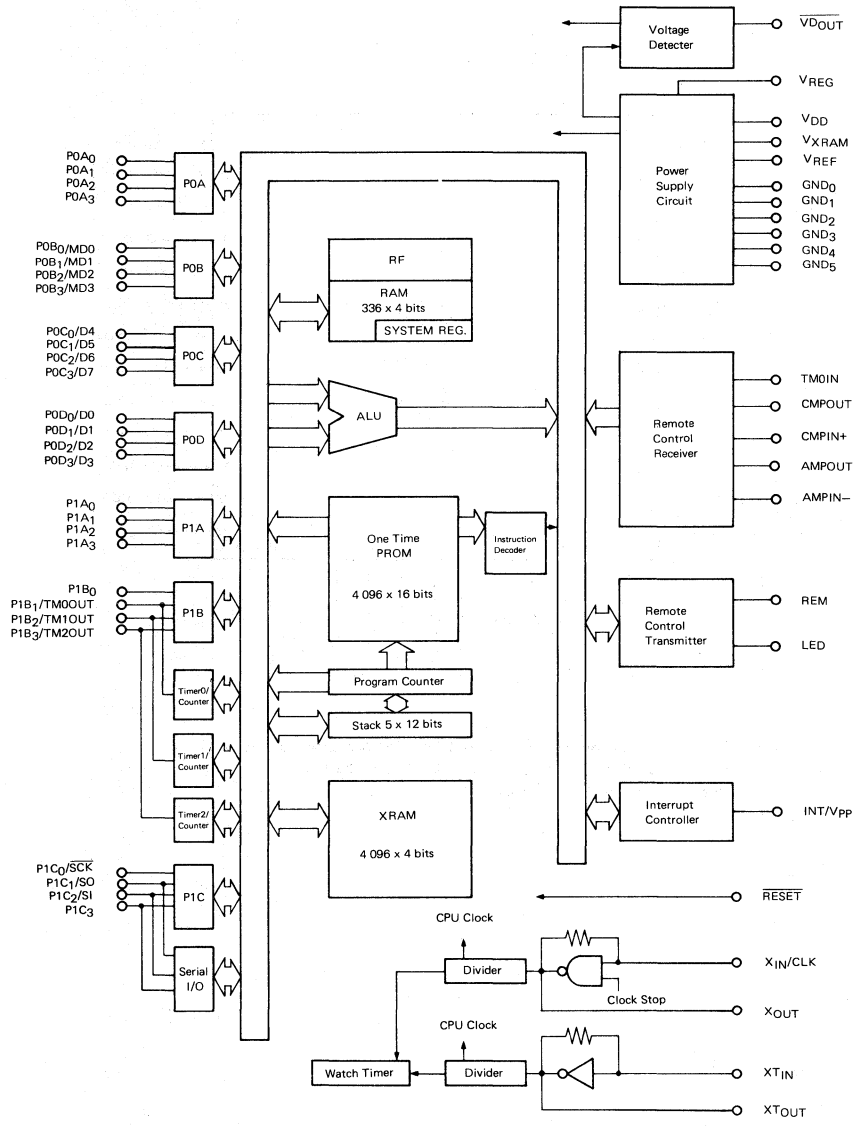 Voltage
Detecter
VDOUT
VREG
Power
Supply
Circuit
VDD
VXRAM
VREF
GND0
GND1
GND2
GND3
GND4
GND5
P0A0
P0A1
P0A2
P0A3
P0A
P0B0/MD0
P0B1/MD1
P0B2/MD2
P0B3/MD3
P0B
RF
RAM
336 x 4 bits
SYSTEM REG.
P0C0/D4
P0C1/D5
P0C2/D6
P0C3/D7
P0C
ALU
P0D0/D0
P0D1/D1
P0D2/D2
P0D3/D3
P0D
Remote
Control
Receiver
TM0IN
CMPOUT
CMPIN+
AMPOUT
AMPIN–
P1A0
P1A1
P1A2
P1A3
P1A
One Time
PROM
4 096 x 16 bits
Instruction
Decoder
P1B0
P1B1/TM0OUT
P1B2/TM1OUT
P1B3/TM2OUT
P1B
Remote
Control
Transmitter
REM
LED
Timer0/
Counter
Program Counter
Stack 5 x 12 bits
Timer1/
Counter
Timer2/
Counter
XRAM
4 096 x 4 bits
Interrupt
Controller
INT/VPP
P1C0/SCK
P1C1/SO
P1C2/SI
P1C3
P1C
RESET
Serial
I/O
CPU Clock
Divider
Clock Stop
XIN/CLK
XOUT
CPU Clock
Watch Timer
Divider
XTIN
XTOUT